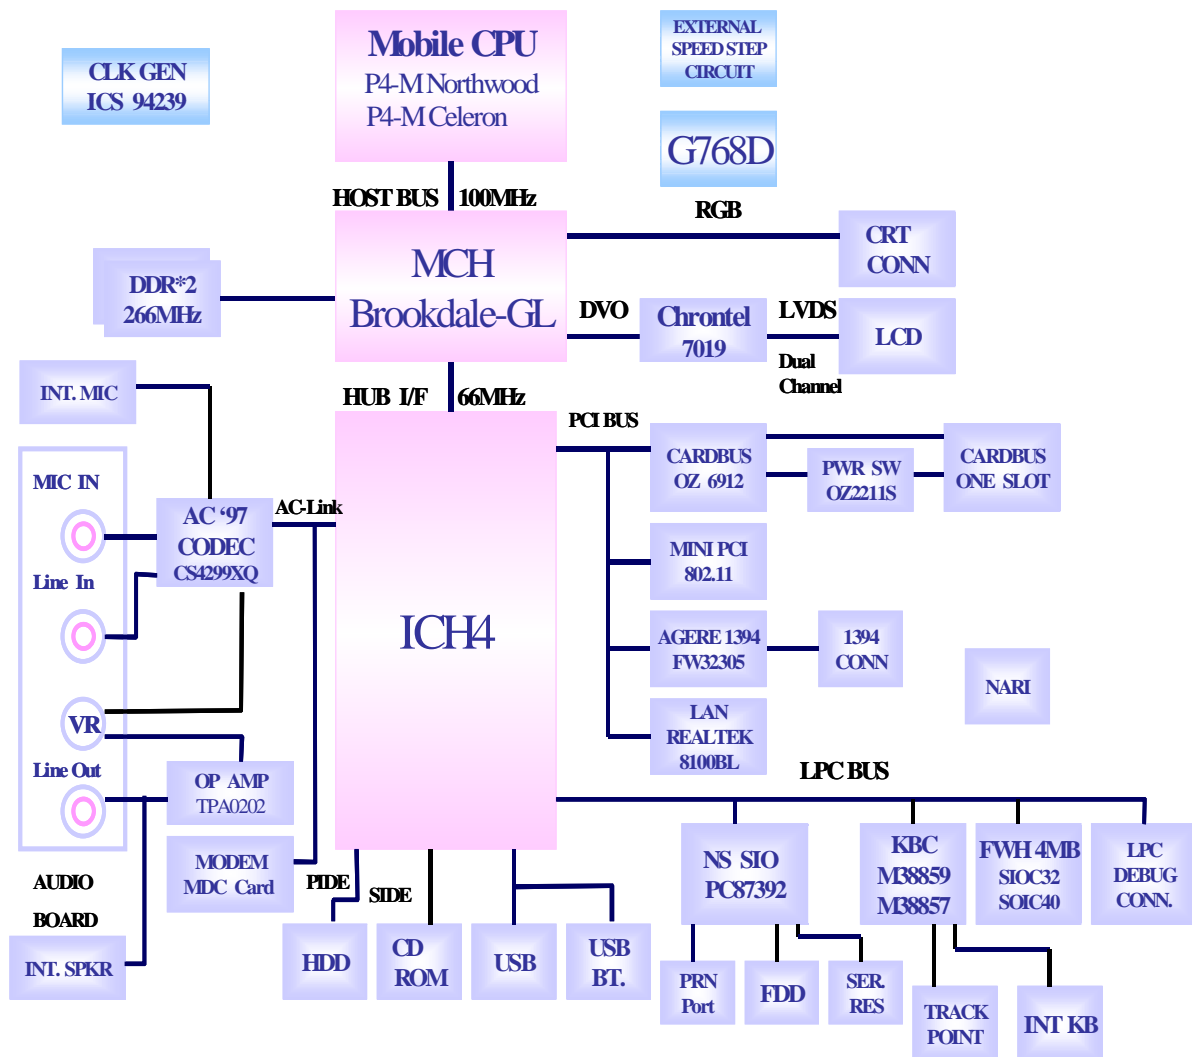 Mobile CPU
P4-M Northwood
P4-M Celeron
EXTERNAL
SPEED STEP
CIRCUIT
CLK GEN
ICS 94239
G768D
HOST BUS 100MHz
RGB
MCH
Brookdale-GL
CRT
CONN
DDR*2
266MHz
DVO
Chrontel
7019
LVDS
Dual
Channel
LCD
INT. MIC
HUB I/F 66MHz
PCI BUS
CARDBUS
OZ 6912
PWR SW
OZ2211S
CARDBUS
ONE SLOT
MIC IN
AC '97
CODEC
CS4299XQ
AC-Link
MINI PCI
802.11
Line In
ICH4
AGERE 1394
FW32305
1394
CONN
NARI
VR
LAN
REALTEK
8100BL
Line Out
OP AMP
TPA0202
LPC BUS
MODEM
MDC Card
NS SIO
PC87392
KBC
M38859
M38857
FWH 4MB
SIOC32
SOIC40
LPC
DEBUG
CONN.
AUDIO
BOARD
PIDE
SIDE
INT. SPKR
HDD
CD
ROM
USB
USB
BT.
PRN
Port
FDD
SER.
RES
TRACK
POINT
INT KB